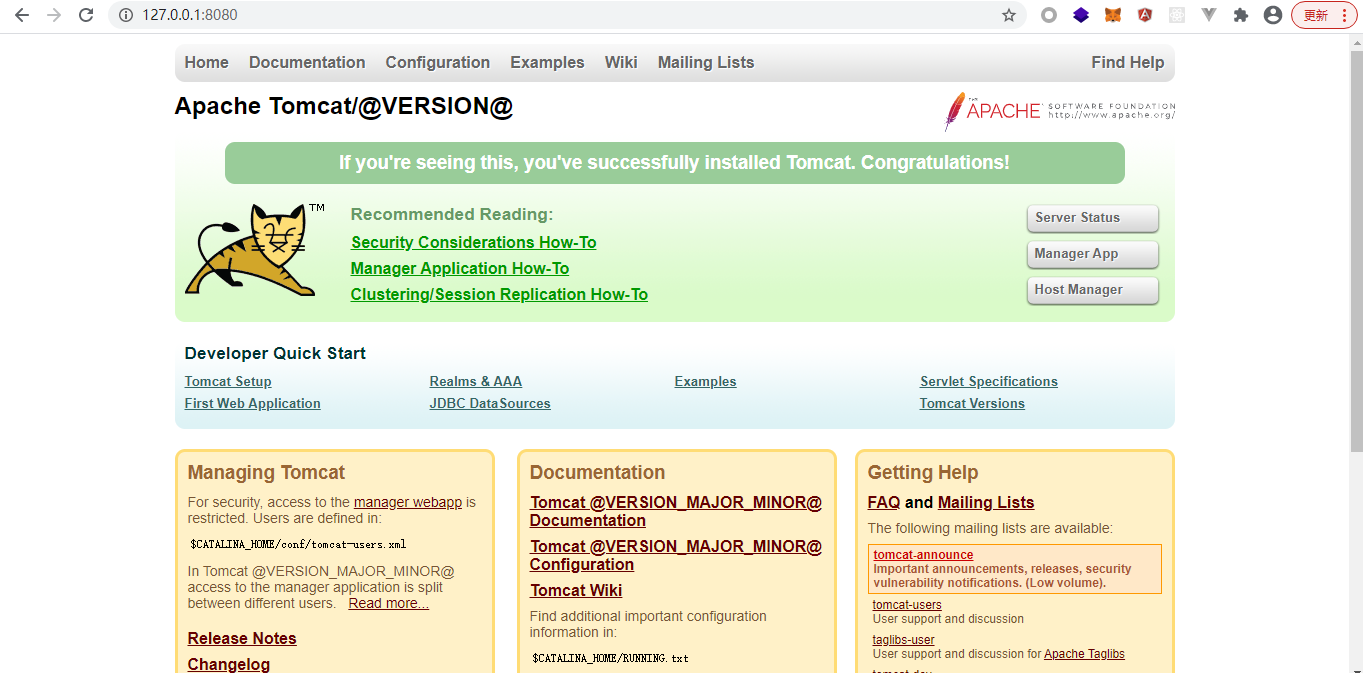 127.0.0.1:8080
更新
Home Documentation Configuration Examples Wiki Mailing Lists Find Help
Apache Tomcat/@VERSION@
THE APACHE SOFTWARE FOUNDATION
http://www.apache.org/
If you're seeing this, you've successfully installed Tomcat. Congratulations!
TM
Recommended Reading:
Security Considerations How-To
Manager Application How-To
Clustering/Session Replication How-To
Server Status
Manager App
Host Manager
Developer Quick Start
Tomcat Setup
First Web Application
Realms & AAA
JDBC DataSources
Examples
Servlet Specifications
Tomcat Versions
Managing Tomcat
For security, access to the manager webapp is
restricted. Users are defined in:
$CATALINA_HOME/conf/tomcat-users.xml
In Tomcat @VERSION_MAJOR_MINOR@
access to the manager application is split
between different users. Read more...
Release Notes
Changelog
Documentation
Tomcat @VERSION_MAJOR_MINOR@
Documentation
Tomcat @VERSION_MAJOR_MINOR@
Configuration
Tomcat Wiki
Find additional important configuration
information in:
$CATALINA_HOME/RUNNING.txt
Getting Help
FAQ and Mailing Lists
The following mailing lists are available:
tomcat-announce
Important announcements, releases, security
vulnerability notifications. (Low volume).
tomcat-users
User support and discussion
taglibs-user
User support and discussion for Apache Taglibs